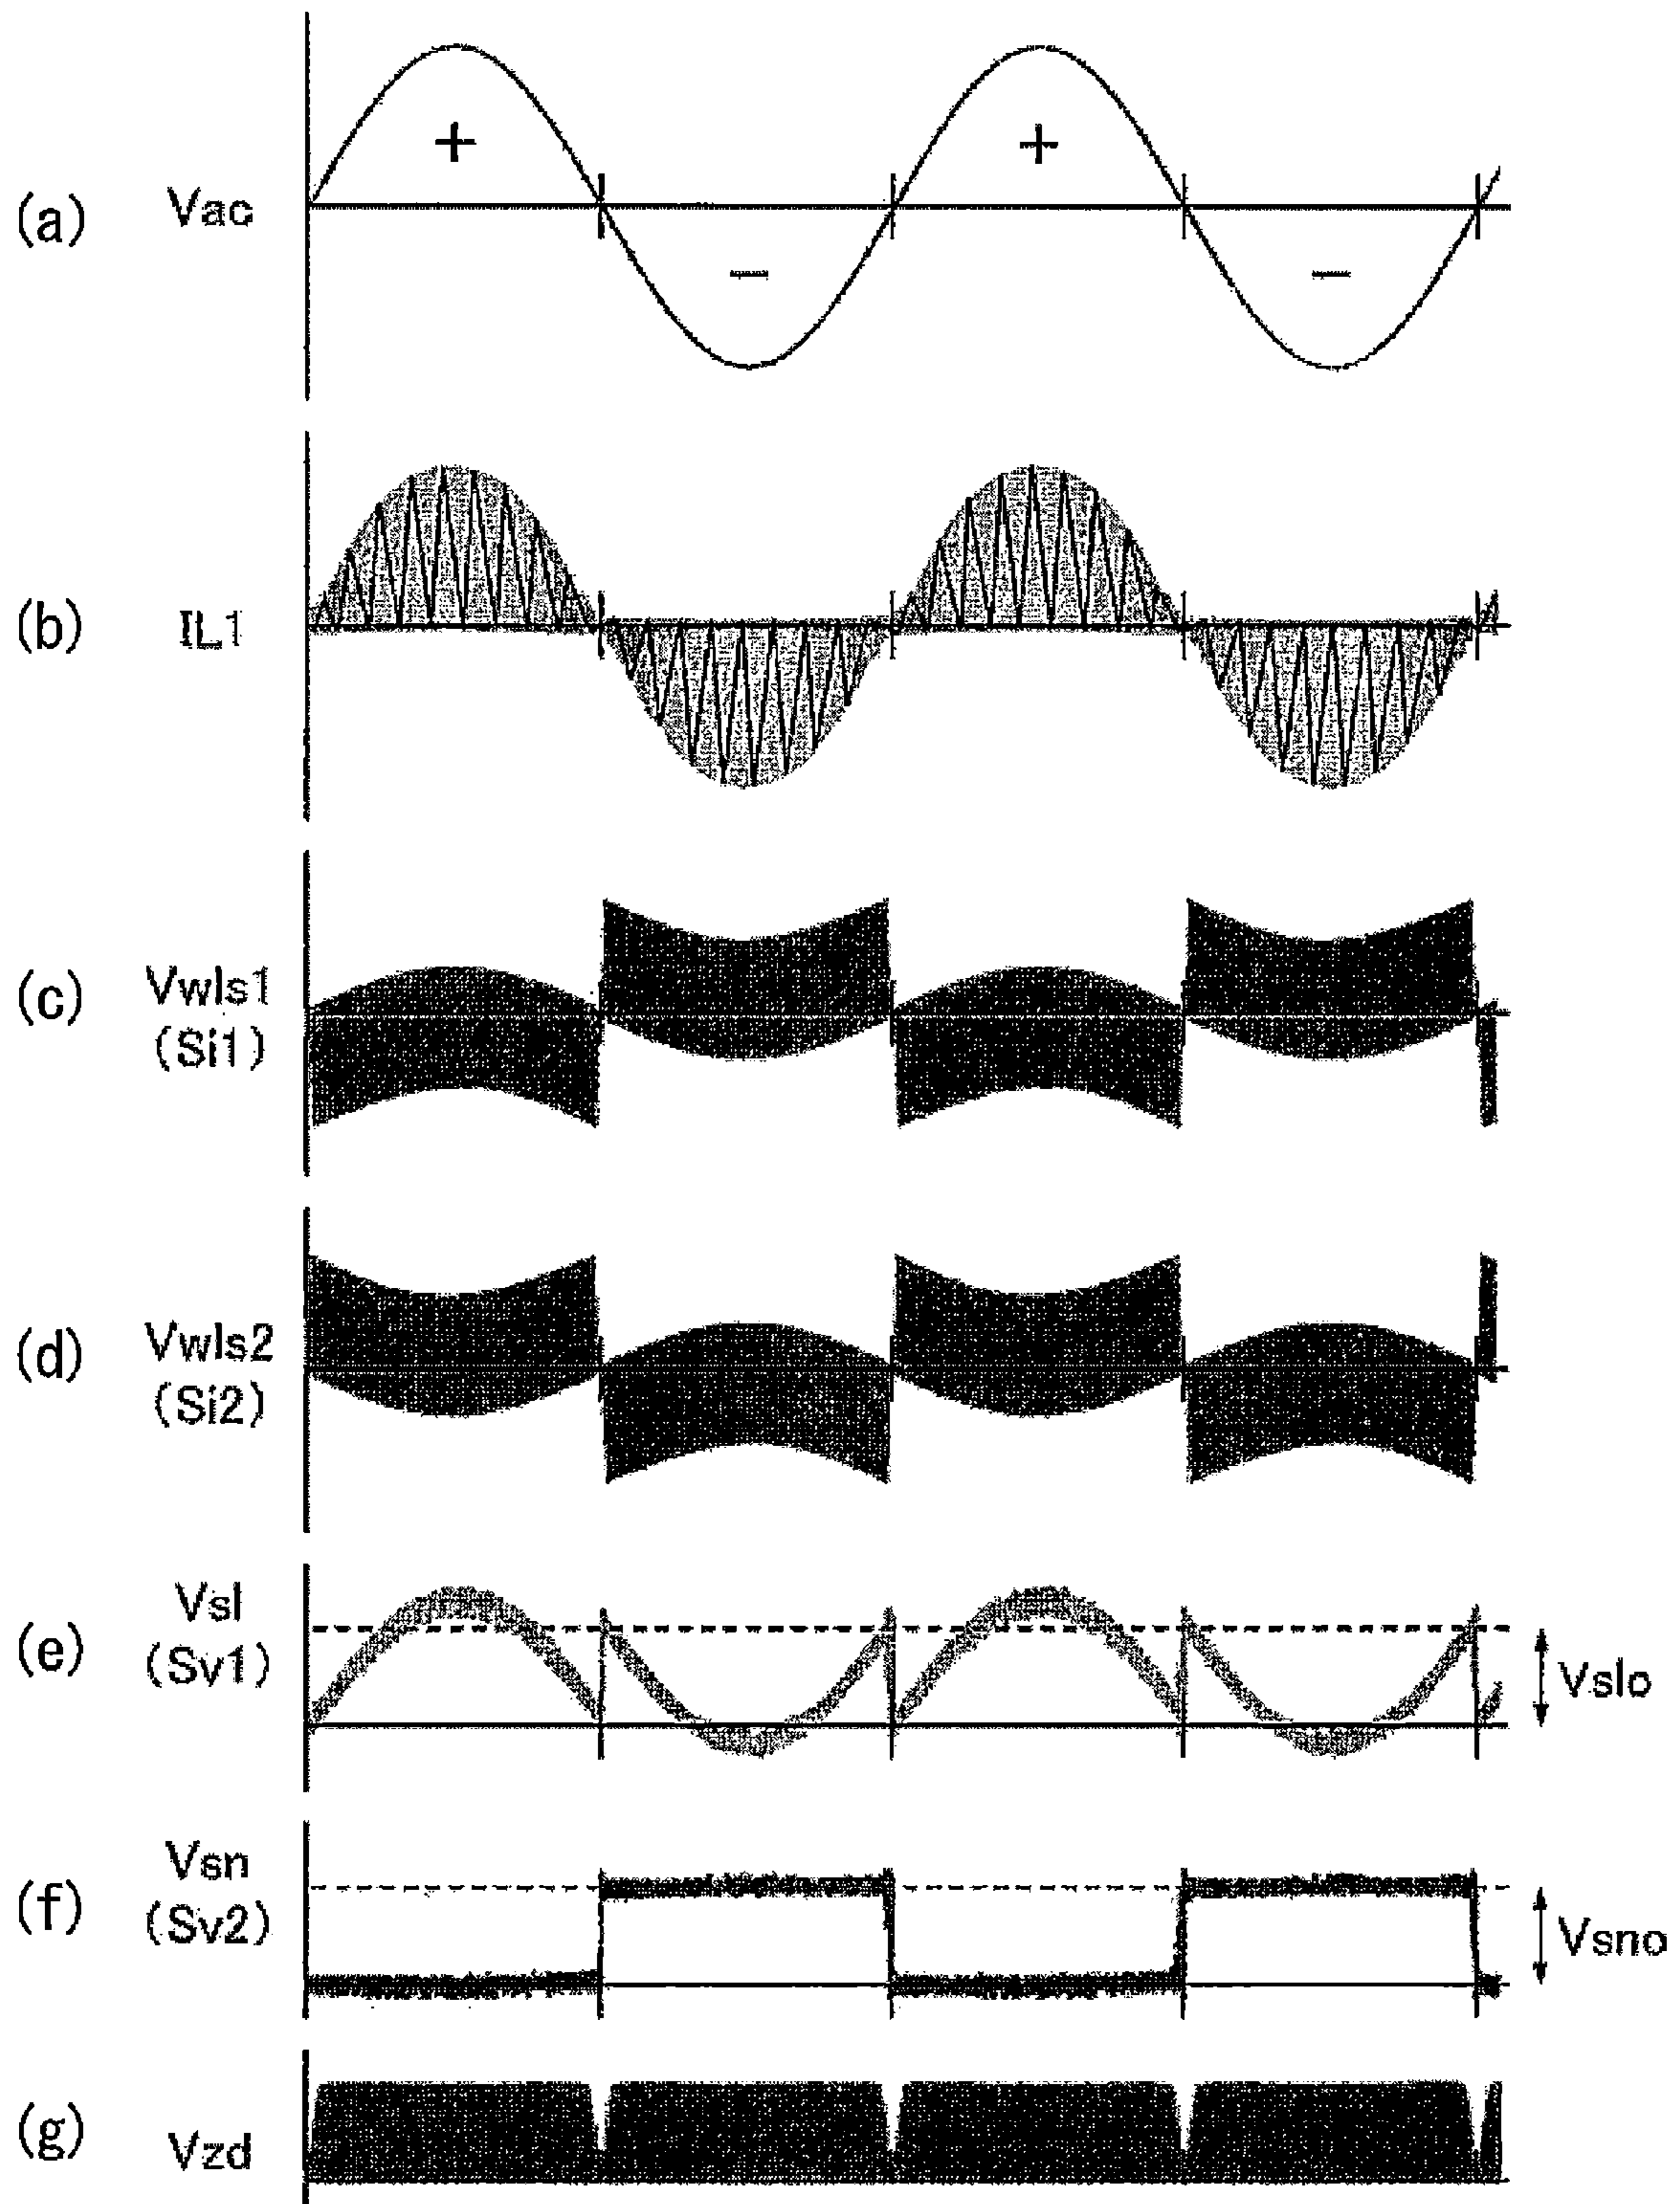 (a) Vac
+
−
+
−
(b) IL1
(c) Vwls1
(Si1)
(d) Vwls2
(Si2)
(e) Vsl
(Sv1)
Vslo
(f) Vsn
(Sv2)
Vsno
(g) Vzd